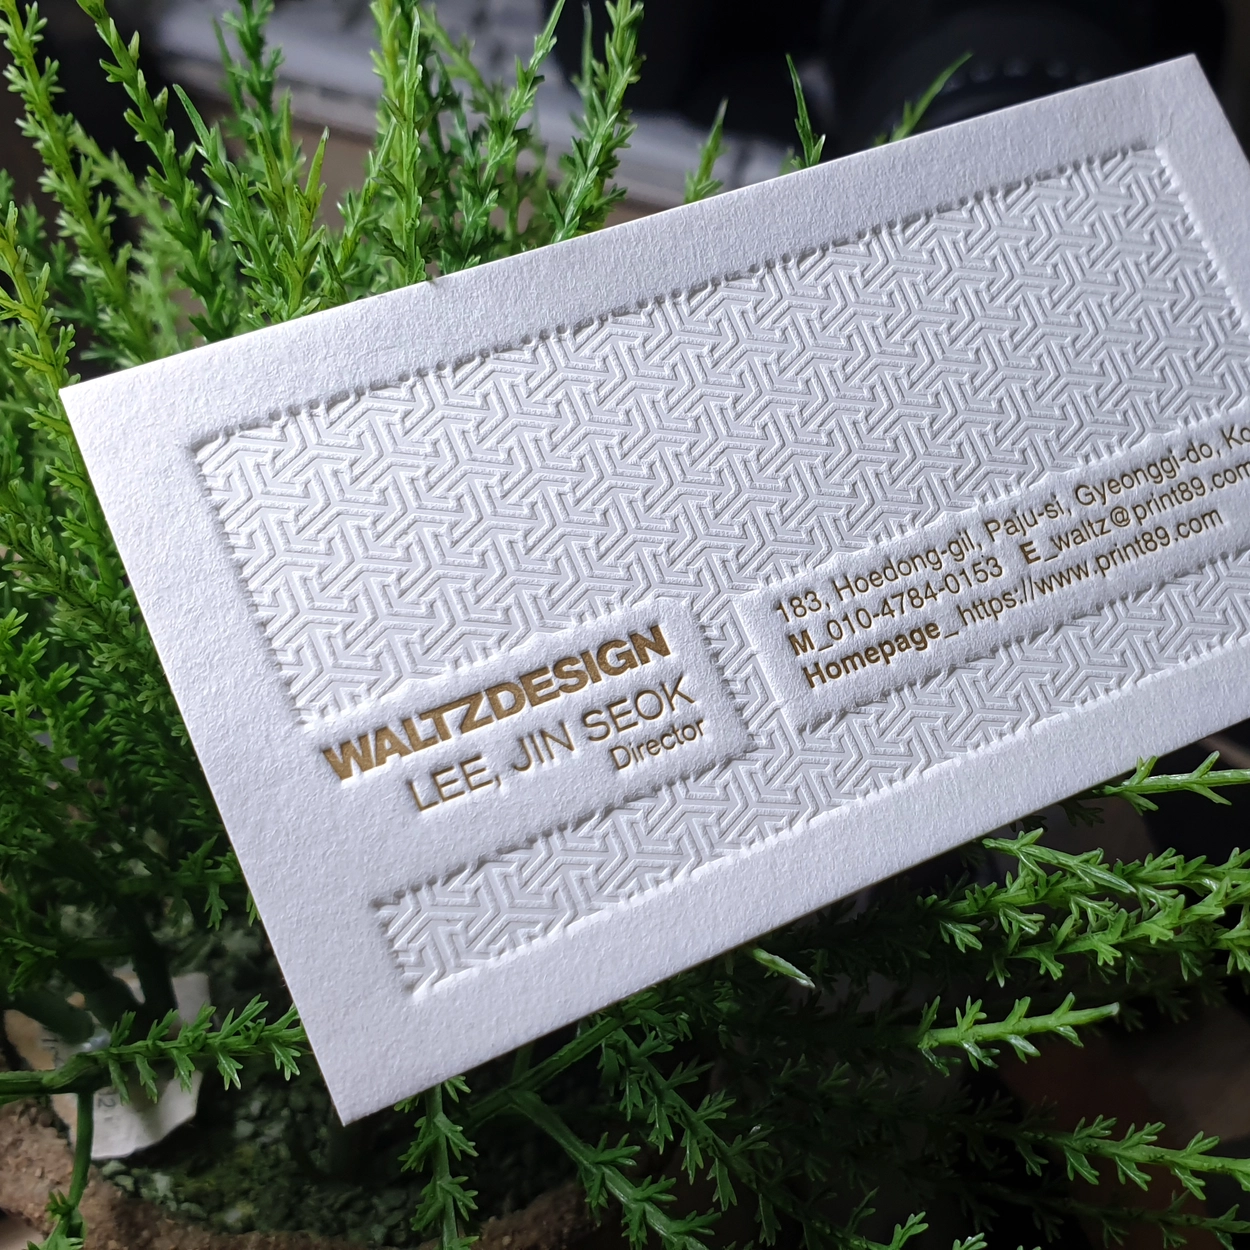 WALTZDESIGN
LEE, JIN SEOK
Director
183, Hoedong-gil, Paju-si, Gyeonggi-do,
M_010-4784-0153 E_waltz@print89.com
Homepage_https://www.print89.com